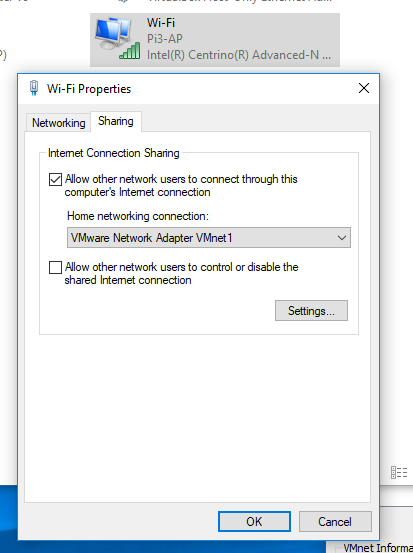 Wi-Fi
Pi3-AP
Intel(R) Centrino(R) Advanced-N ...
Wi-Fi Properties
Networking
Sharing
Internet Connection Sharing
Allow other network users to connect through this
computer's Internet connection
Home networking connection:
VMware Network Adapter VMnet1
Allow other network users to control or disable the
shared Internet connection
Settings...
OK
Cancel
VMnet Informa